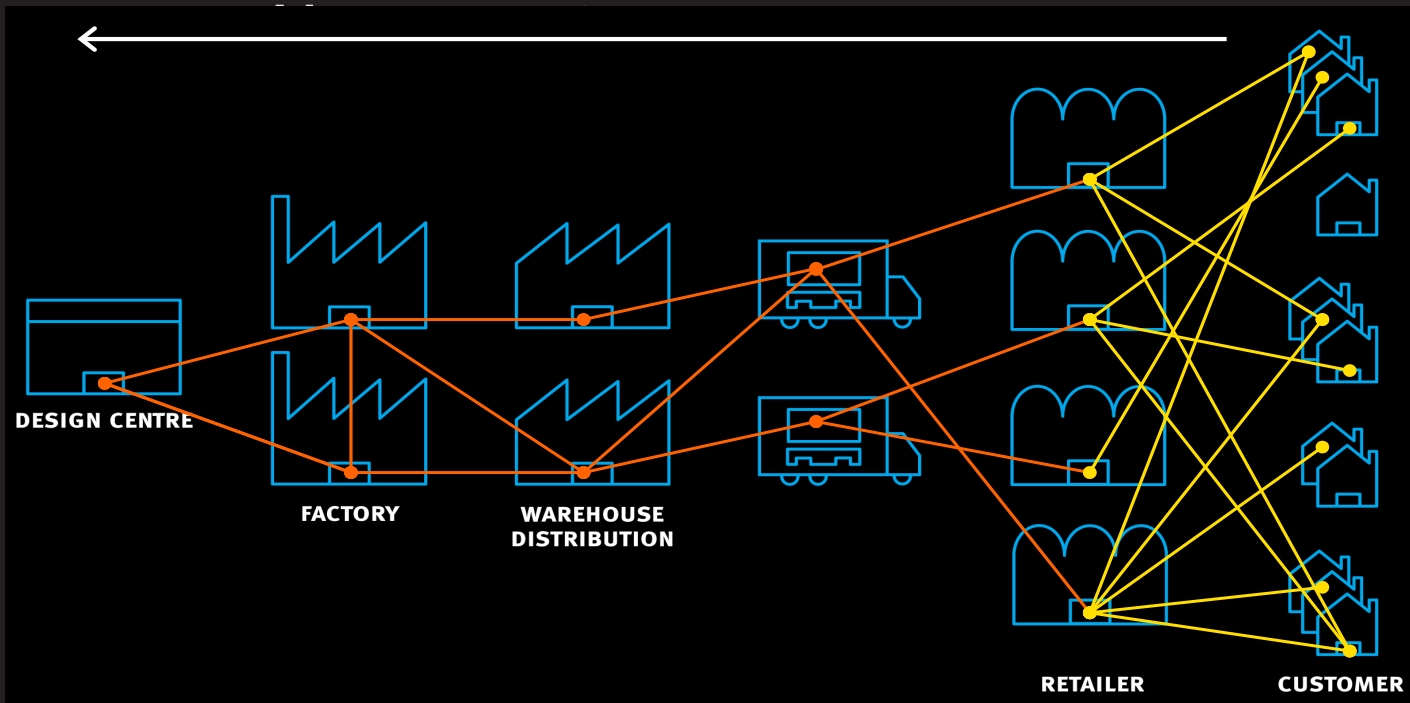 DESIGN CENTRE
FACTORY
WAREHOUSE
DISTRIBUTION
RETAILER
CUSTOMER